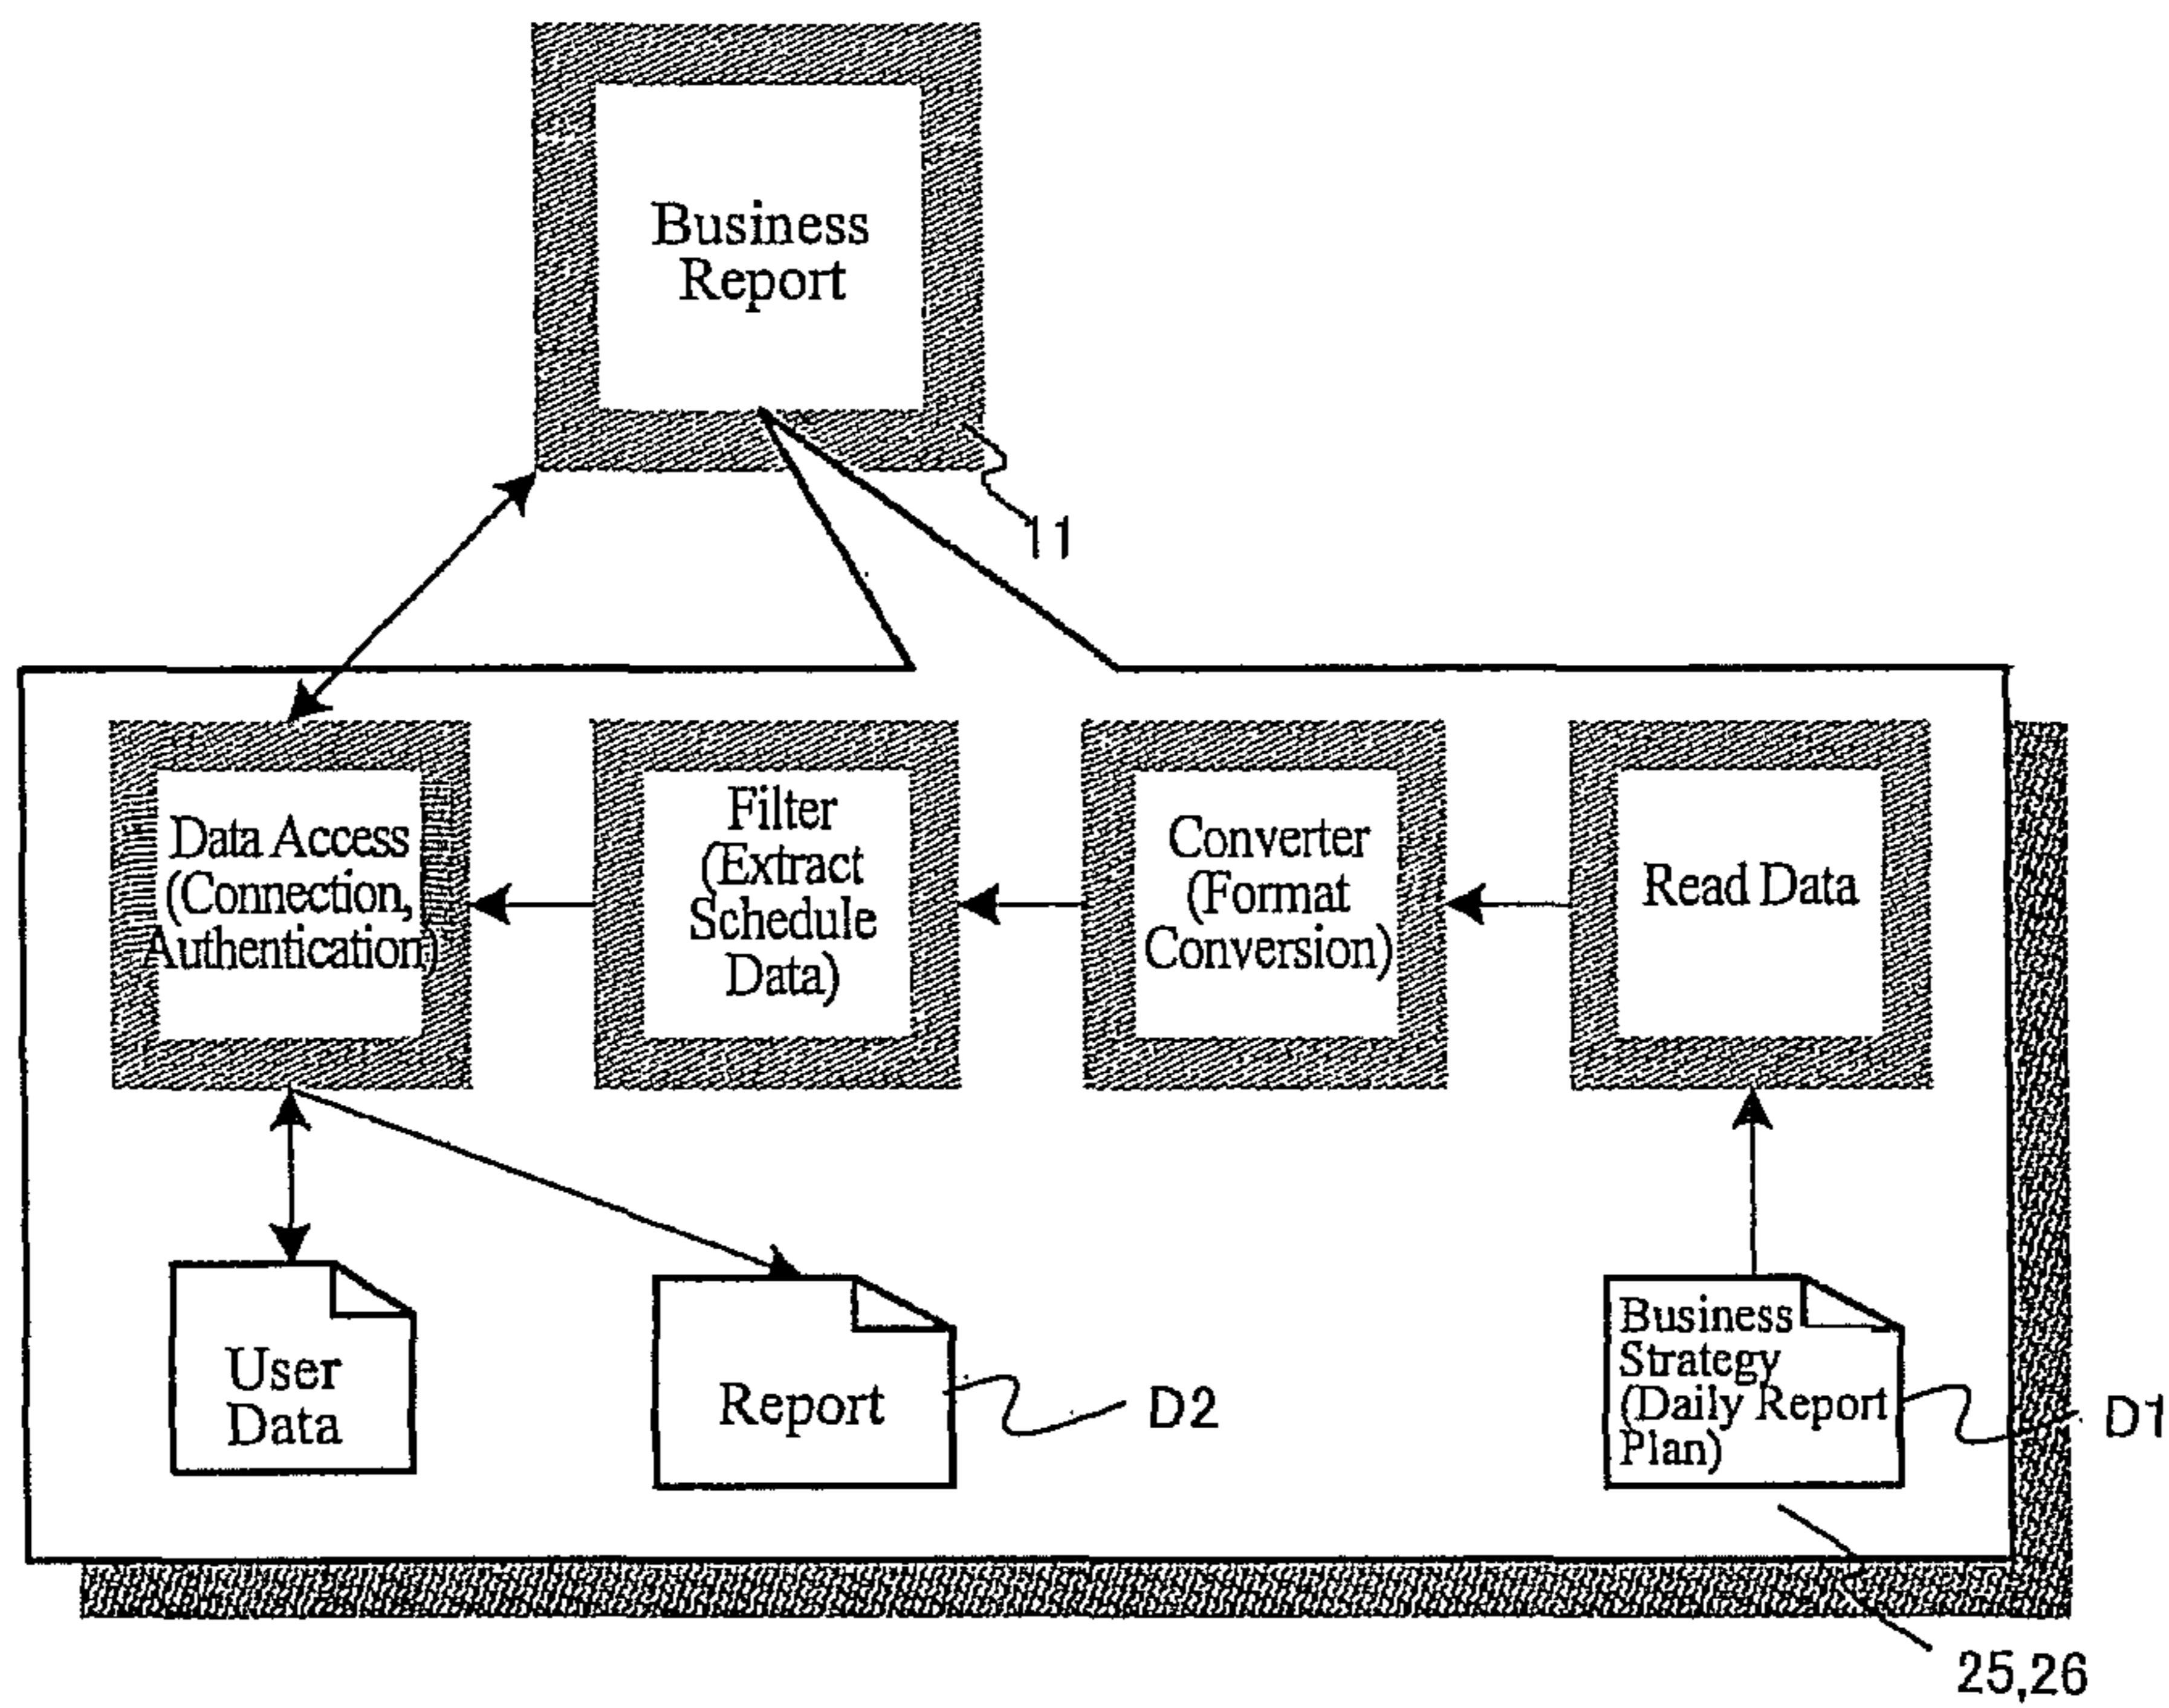 Business
Report
11
Data Access
(Connection,
Authentication)
Filter
(Extract
Schedule
Data)
Converter
(Format
Conversion)
Read Data
User
Data
Report
D2
Business
Strategy
(Daily Report
Plan)
D1
25,26